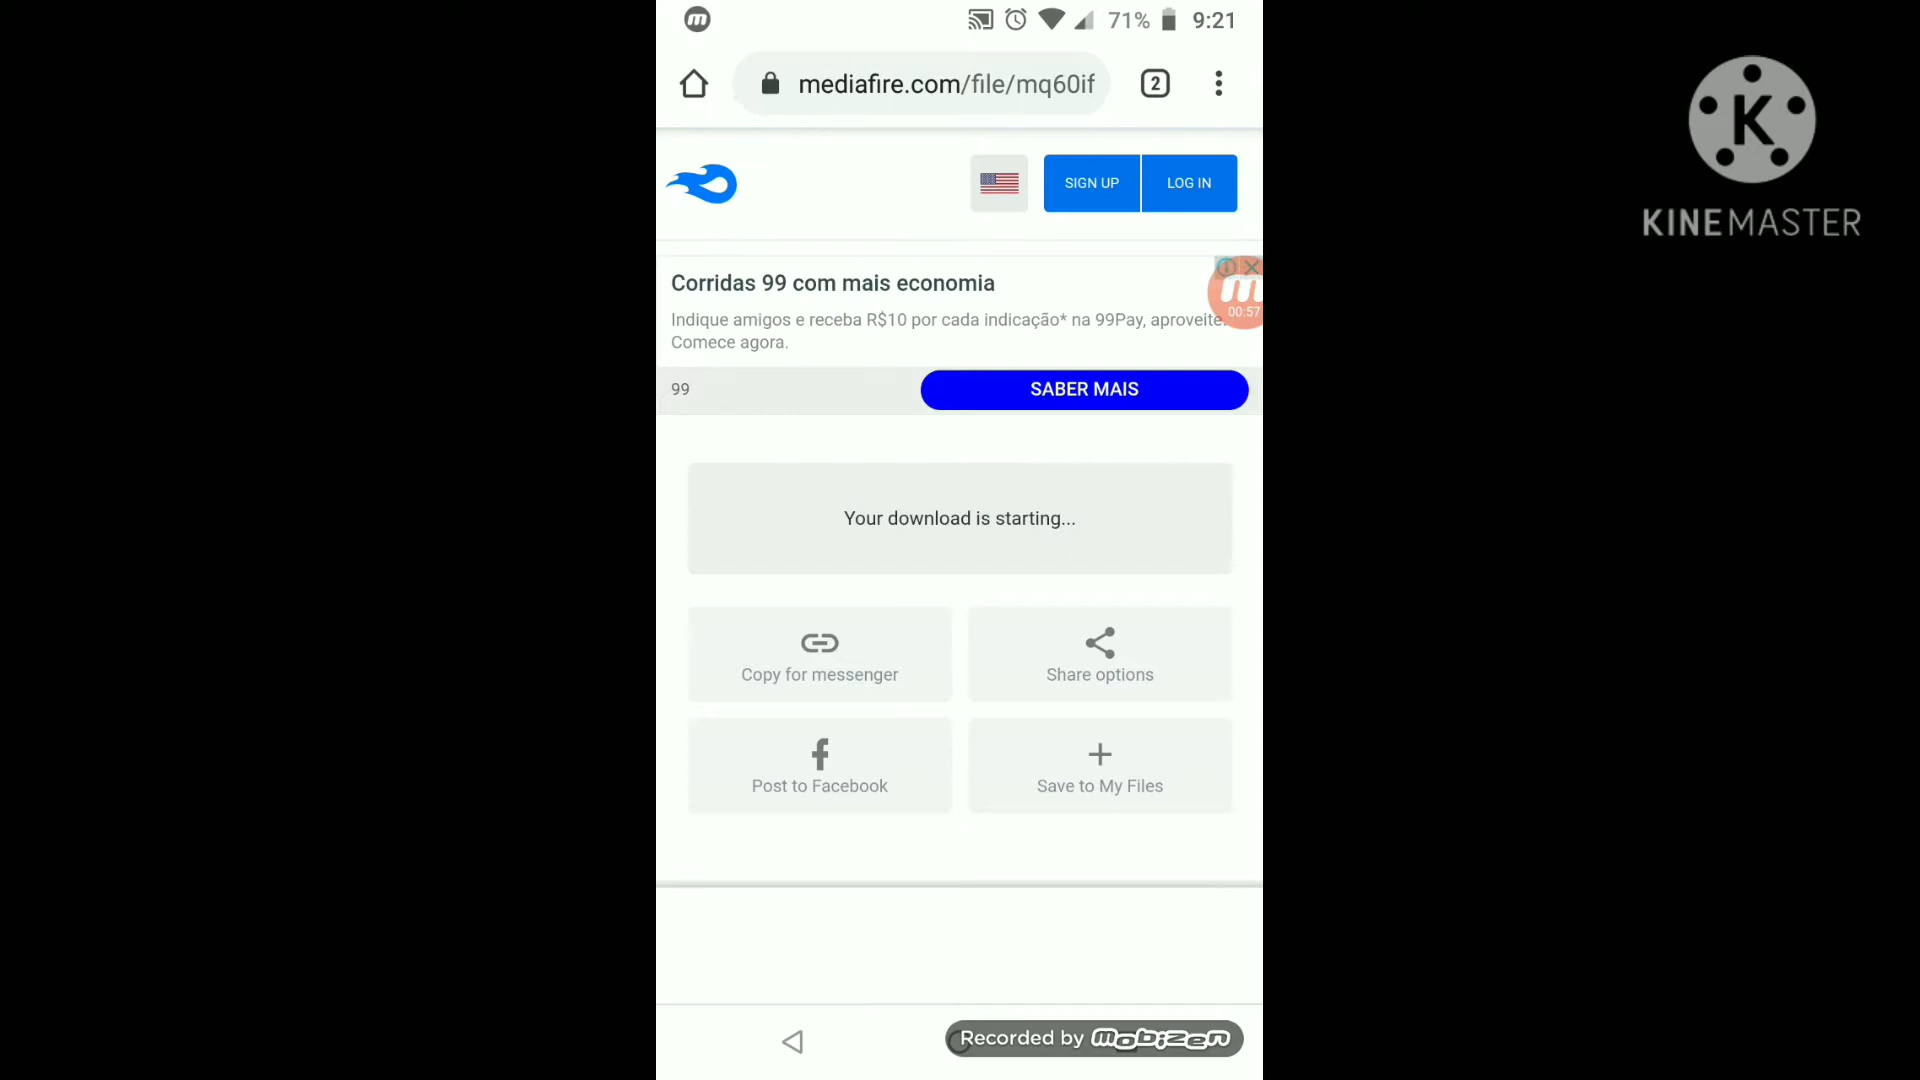 71% 9:21
mediafire.com/file/mq60if
2
SIGN UP
LOG IN
Corridas 99 com mais economia
Indique amigos e receba R$10 por cada indicação* na 99Pay, aproveite.
Comece agora.
00:57
99
SABER MAIS
Your download is starting...
Copy for messenger
Share options
Post to Facebook
Save to My Files
Recorded by mobizen
K
KINEMASTER